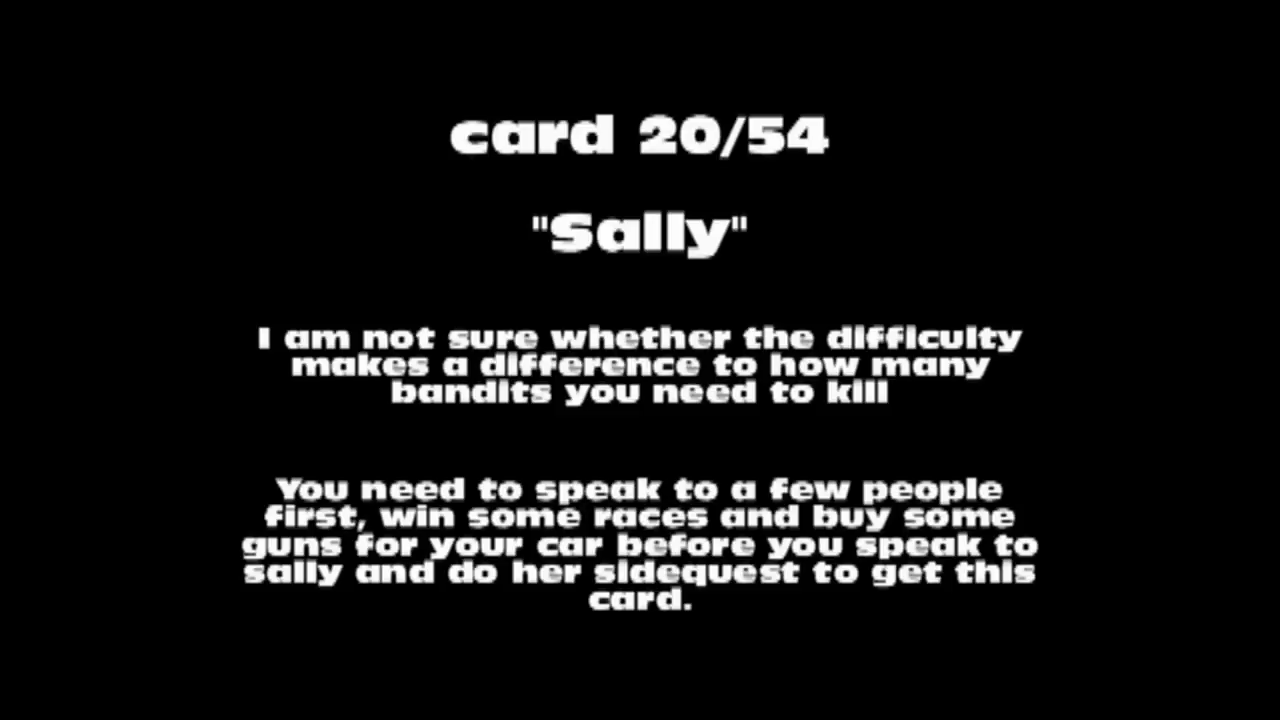 card 20/54
"Sally"
I am not sure whether the difficulty
makes a difference to how many
bandits you need to kill
You need to speak to a few people
first, win some races and buy some
guns for your car before you speak to
sally and do her sidequest to get this
card.